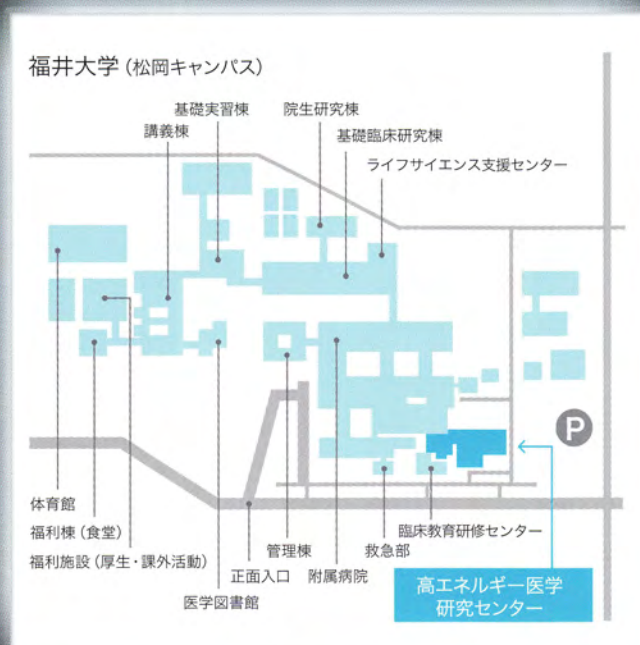 福井大学(松岡キャンパス)
基礎実習棟
院生研究棟
講義棟
基礎臨床研究棟
ライフサイエンス支援センター
P
体育館
福利棟(食堂)
福利施設(厚生・課外活動)
管理棟
救急部
臨床教育研修センター
正面入口
附属病院
医学図書館
高エネルギー医学
研究センター